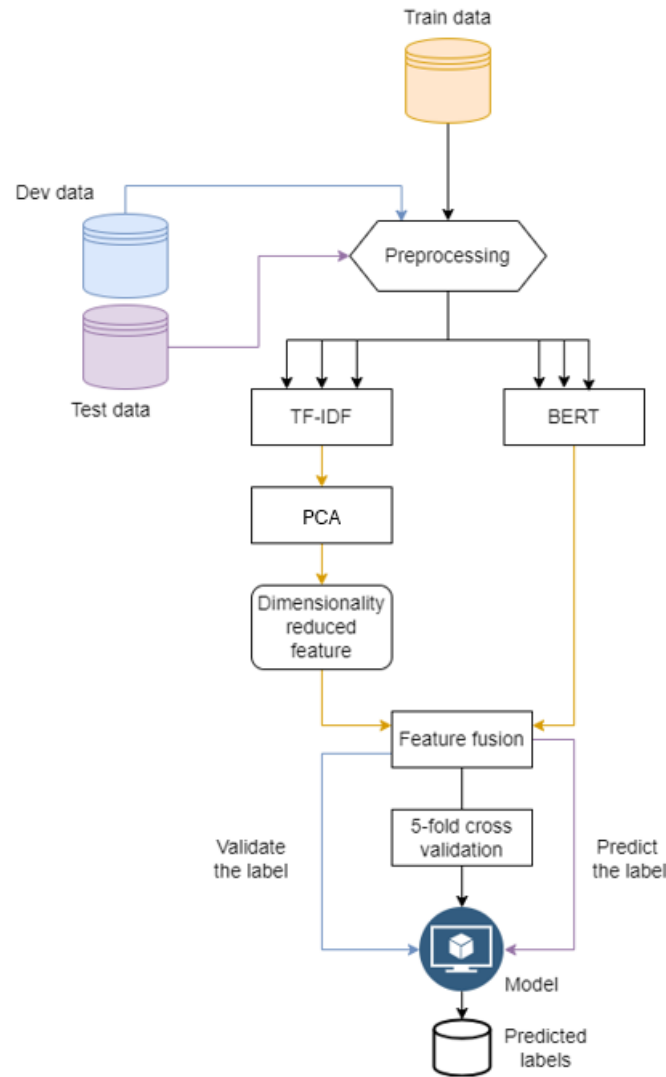 Train data
Dev data
Preprocessing
Test data
TF-IDF
BERT
PCA
Dimensionality
reduced
feature
Feature fusion
Validate
the label
5-fold cross
validation
Predict
the label
Model
Predicted
labels